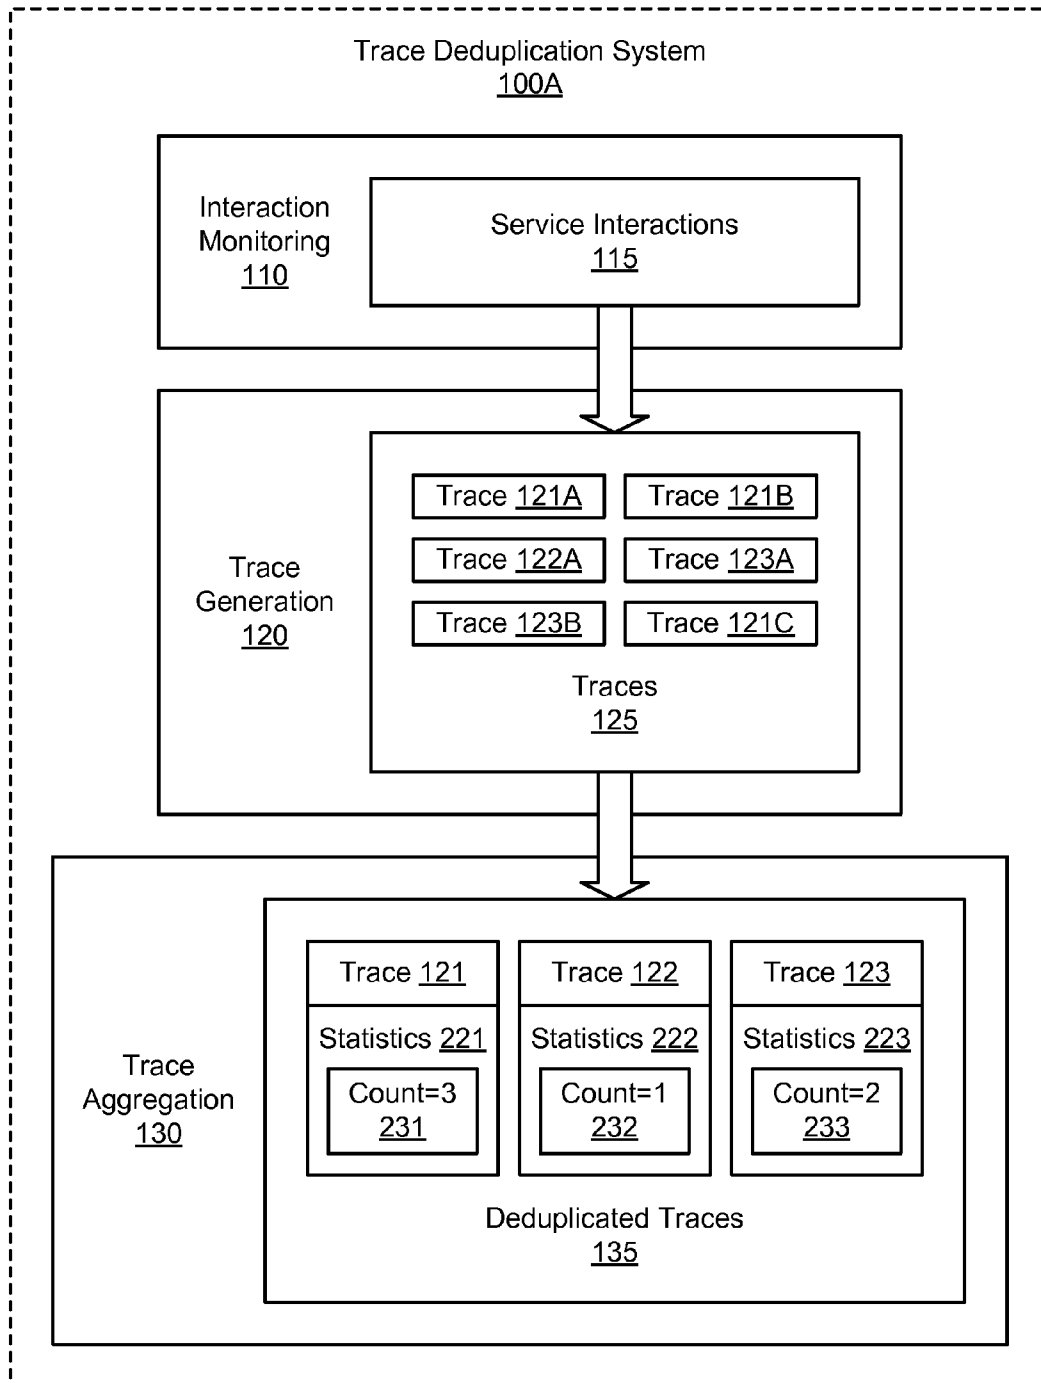 Trace Deduplication System
100A
Interaction
Monitoring
110
Service Interactions
115
Trace
Generation
120
Trace 121A
Trace 121B
Trace 122A
Trace 123A
Trace 123B
Trace 121C
Traces
125
Trace
Aggregation
130
Trace 121
Statistics 221
Count=3
231
Trace 122
Statistics 222
Count=1
232
Trace 123
Statistics 223
Count=2
233
Deduplicated Traces
135